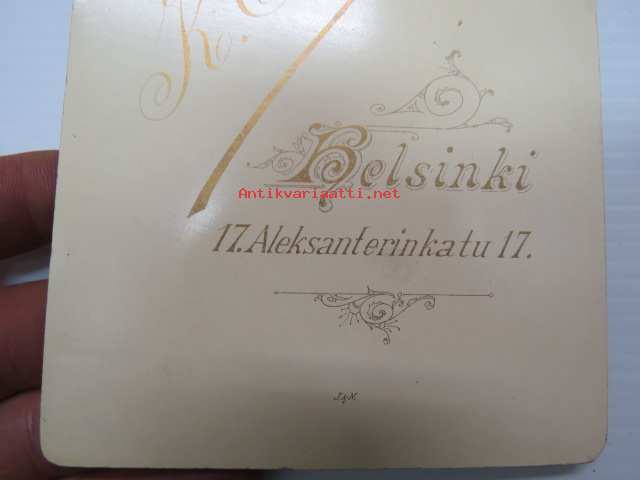 K.
Helsinki
Antikvariaatti.net
17. Aleksanterinkatu 17.